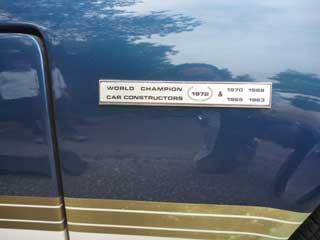 WORLD CHAMPION 1972 & 1970 1968
CAR CONSTRUCTORS 1965 1963